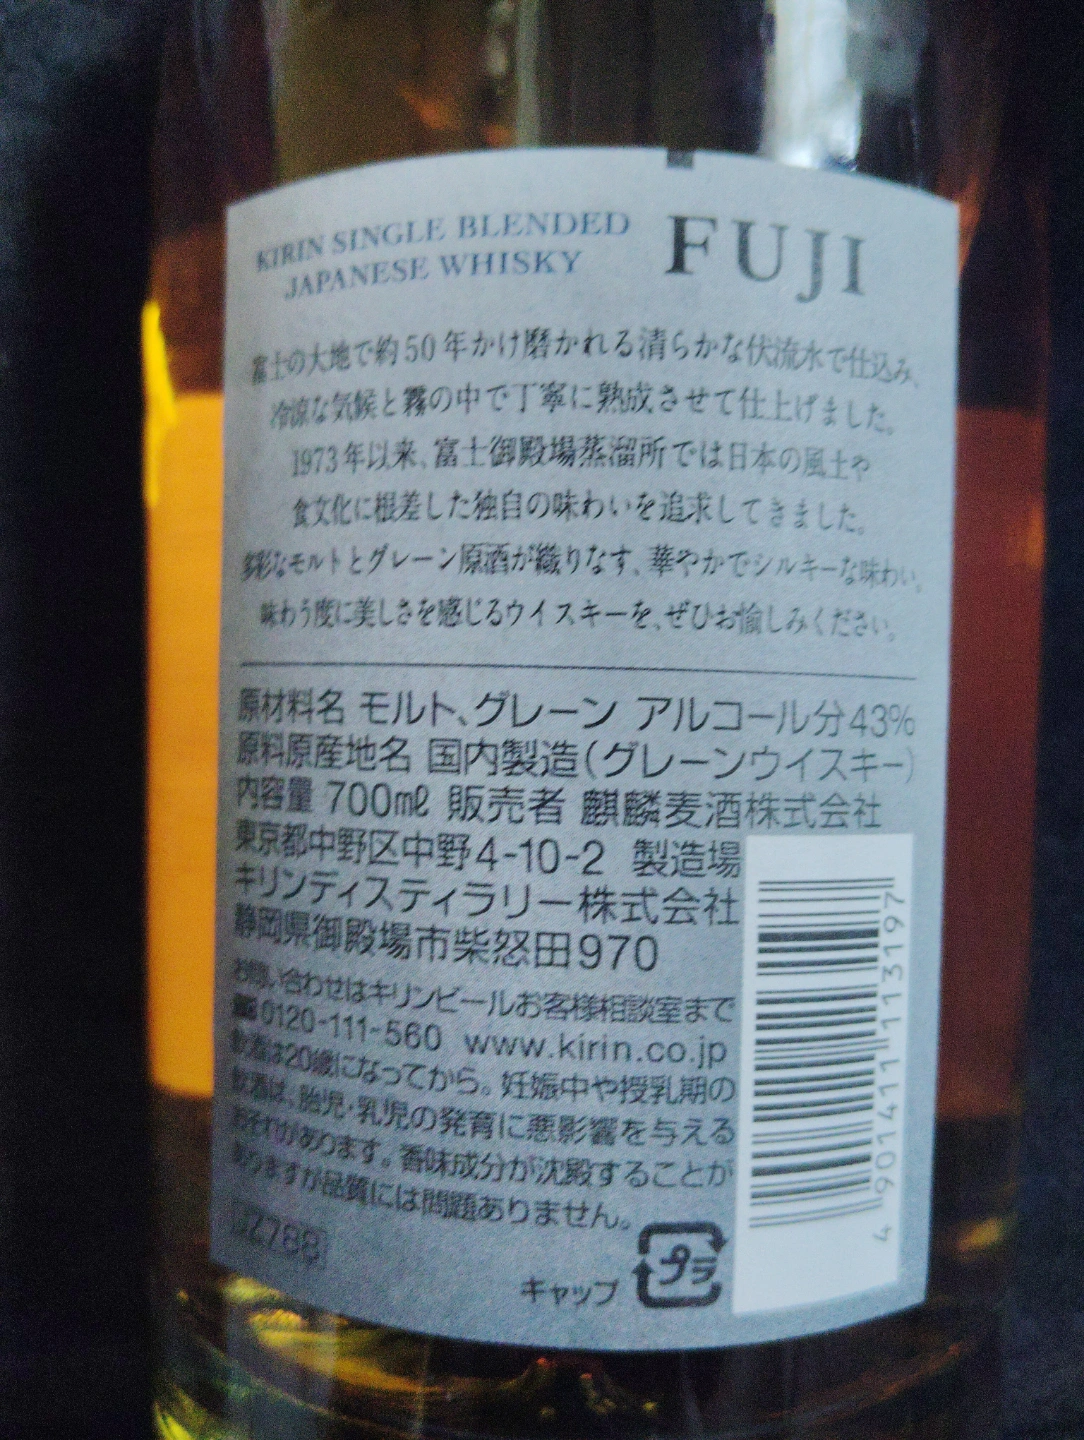 KIRIN SINGLE BLENDED
JAPANESE WHISKY
FUJI
富士の大地で約50年かけ磨かれる清らかな伏流水で仕込み、
冷涼な気候と霧の中で丁寧に熟成させて仕上げました。
1973年以来、富士御殿場蒸溜所では日本の風土や
食文化に根差した独自の味わいを追求してきました。
多彩なモルトとグレーン原酒が織りなす、華やかでシルキーな味わい。
味わう度に美しさを感じるウイスキーを、ぜひお愉しみください。
原材料名 モルト、グレーン アルコール分43%
原料原産地名 国内製造(グレーンウイスキー)
内容量 700㎖ 販売者 麒麟麦酒株式会社
東京都中野区中野4-10-2 製造場
キリンディスティラリー株式会社
静岡県御殿場市柴怒田970
お問い合わせはキリンビールお客様相談室まで
0120-111-560 www.kirin.co.jp
飲酒は20歳になってから。妊娠中や授乳期の
飲酒は、胎児・乳児の発育に悪影響を与える
おそれがあります。香味成分が沈殿することが
ありますが品質には問題ありません。
キャップ
プラ
4 901411 113197